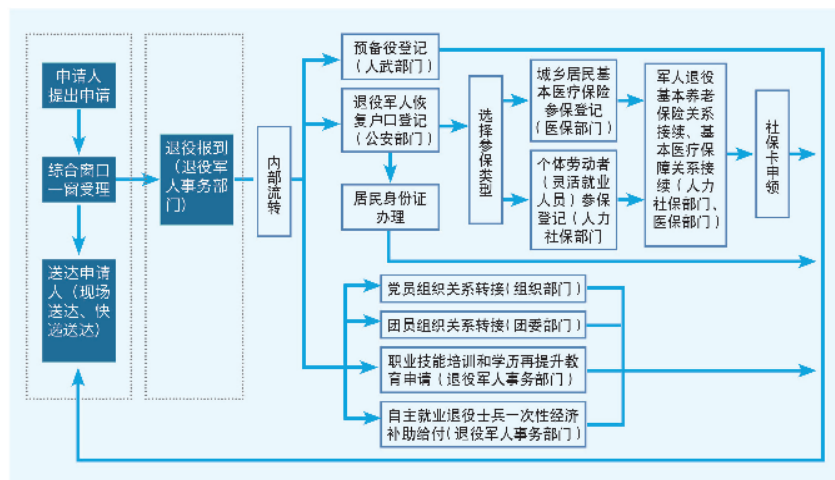 申请人
提出申请
综合窗口
一窗受理
送达申请
人（现场
送达、快
递送达）
退役报到
（退役军
人事务部
门）
内部流转
预备役登记
（人武部门）
退役军人恢
复户口登记
（公安部门）
居民身份证
办理
选择参保类型
城乡居民基
本医疗保险
参保登记
（医保部门）
个体劳动者
（灵活就业
人员）参保
登记（人力
社保部门
军人退役
基本养老
保险关系
接续、基
本医疗保
障关系接
续（人力
社保部门、
医保部门）
社保卡申领
党员组织关系转接（组织部门）
团员组织关系转接（团委部门）
职业技能培训和学历再提升教
育申请（退役军人事务部门）
自主就业退役士兵一次性经济
补助给付（退役军人事务部门）